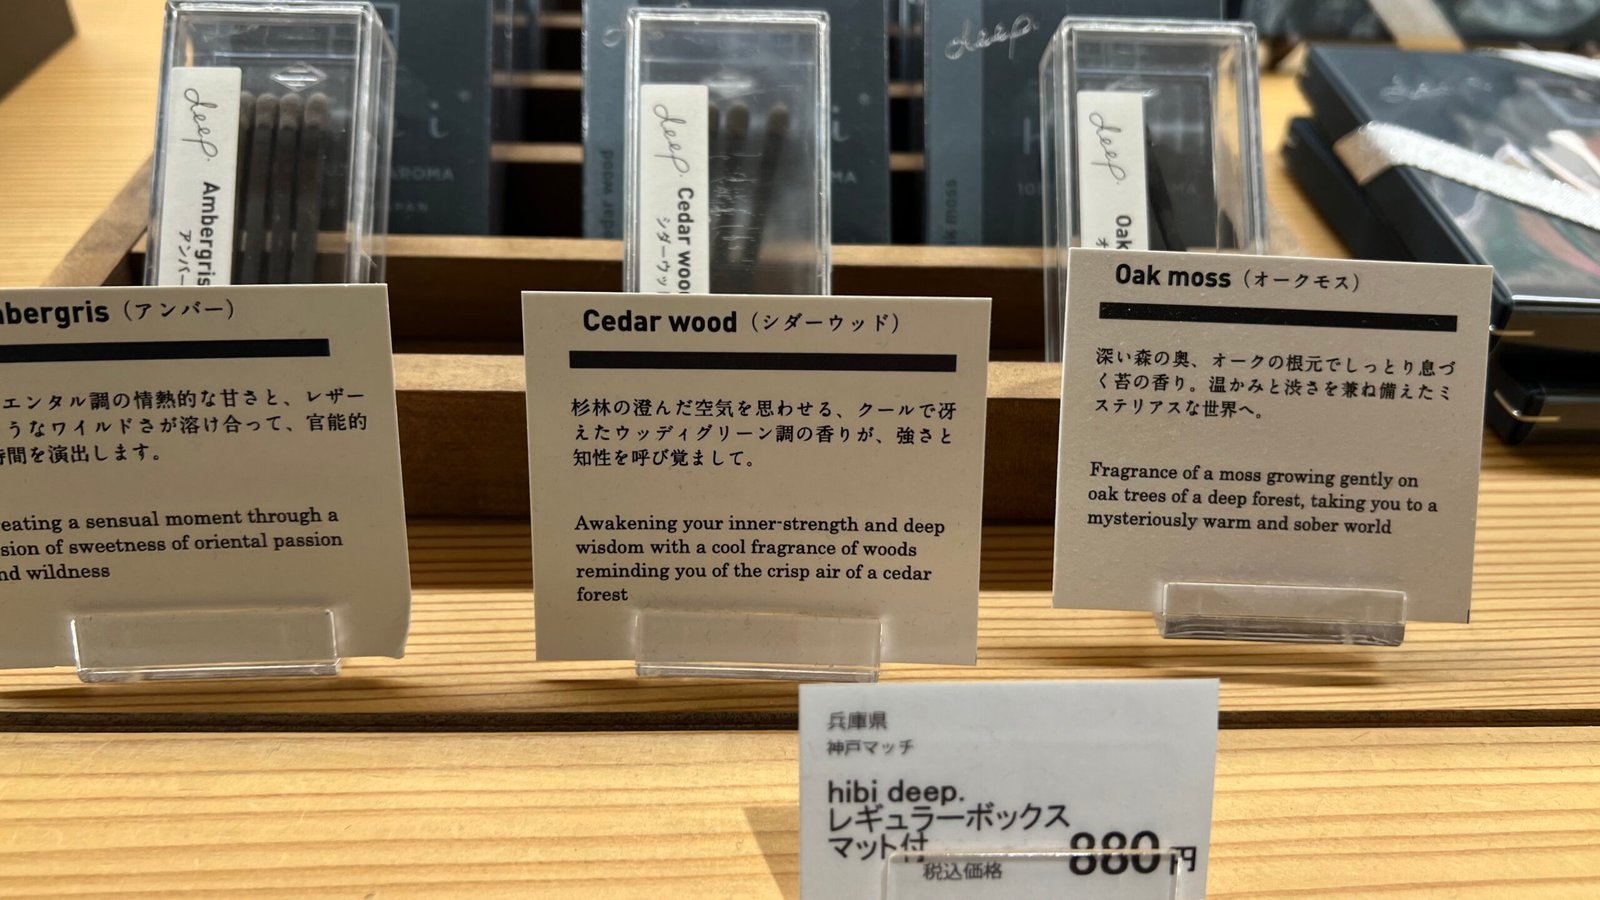 deep.
Ambergris
アンバー
deep.
Cedar wood
シダーウッド
deep.
Oak
deep.
AROMA
JAPAN
cedar wood
oak moss
mbergris（アンバー）
エンタル調の情熱的な甘さと、レザー
うなワイルドさが溶け合って、官能的
時間を演出します。
reating a sensual moment through a
sion of sweetness of oriental passion
nd wildness
Cedar wood（シダーウッド）
杉林の澄んだ空気を思わせる、クールで冴
えたウッディグリーン調の香りが、強さと
知性を呼び覚まして。
Awakening your inner-strength and deep
wisdom with a cool fragrance of woods
reminding you of the crisp air of a cedar
forest
Oak moss（オークモス）
深い森の奥、オークの根元でしっとり息づ
く苔の香り。温かみと渋さを兼ね備えたミ
ステリアスな世界へ。
Fragrance of a moss growing gently on
oak trees of a deep forest, taking you to a
mysteriously warm and sober world
兵庫県
神戸マッチ
hibi deep.
レギュラーボックス
マット付
税込価格 880円